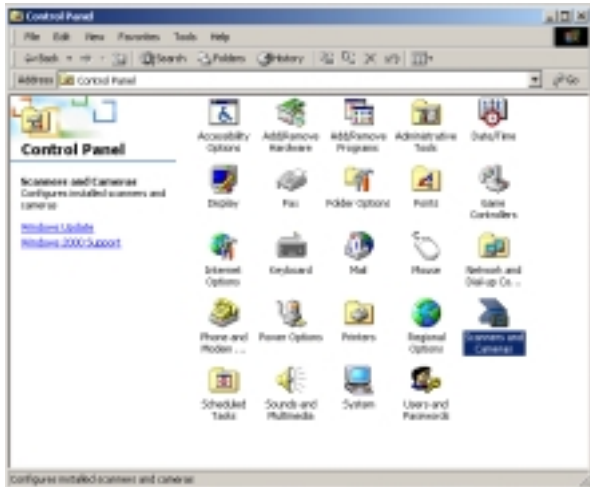 Control Panel
File Edit View Favorites Tools Help
Back Search Folders History
Address Control Panel Go
Control Panel
Scanners and Cameras
Configures installed scanners and
cameras
Windows Update
Windows 2000 Support
Accessibility
Options
Add/Remove
Hardware
Add/Remove
Programs
Administrative
Tools
Date/Time
Display
Fax
Folder Options
Fonts
Game
Controllers
Internet
Options
Keyboard
Mail
Mouse
Network and
Dial-up Co...
Phone and
Modem ...
Power Options
Printers
Regional
Options
Scanners and
Cameras
Scheduled
Tasks
Sounds and
Multimedia
System
Users and
Passwords
Configures installed scanners and cameras